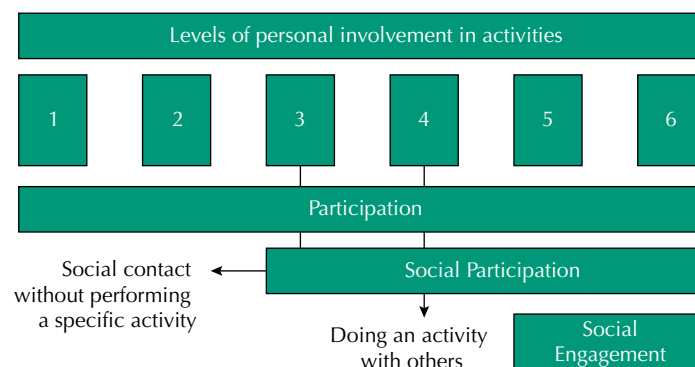 Levels of personal involvement in activities
1 2 3 4 5 6
Participation
Social Participation
Social contact
without performing
a specific activity
Doing an activity
with others
Social
Engagement